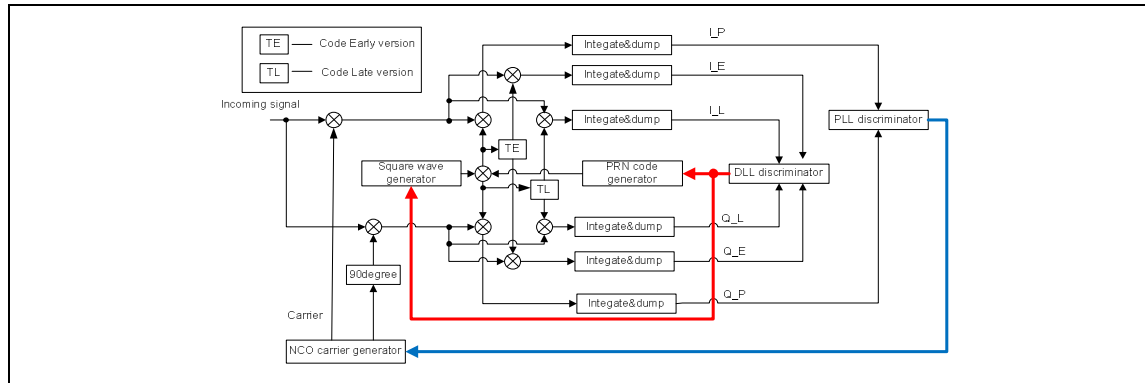 TE
Code Early version
TL
Code Late version
Incoming signal
Integate&dump
I_P
Integate&dump
I_E
Integate&dump
I_L
PLL discriminator
TE
Square wave
generator
PRN code
generator
DLL discriminator
TL
Integate&dump
Q_L
Integate&dump
Q_E
90degree
Integate&dump
Q_P
Carrier
NCO carrier generator